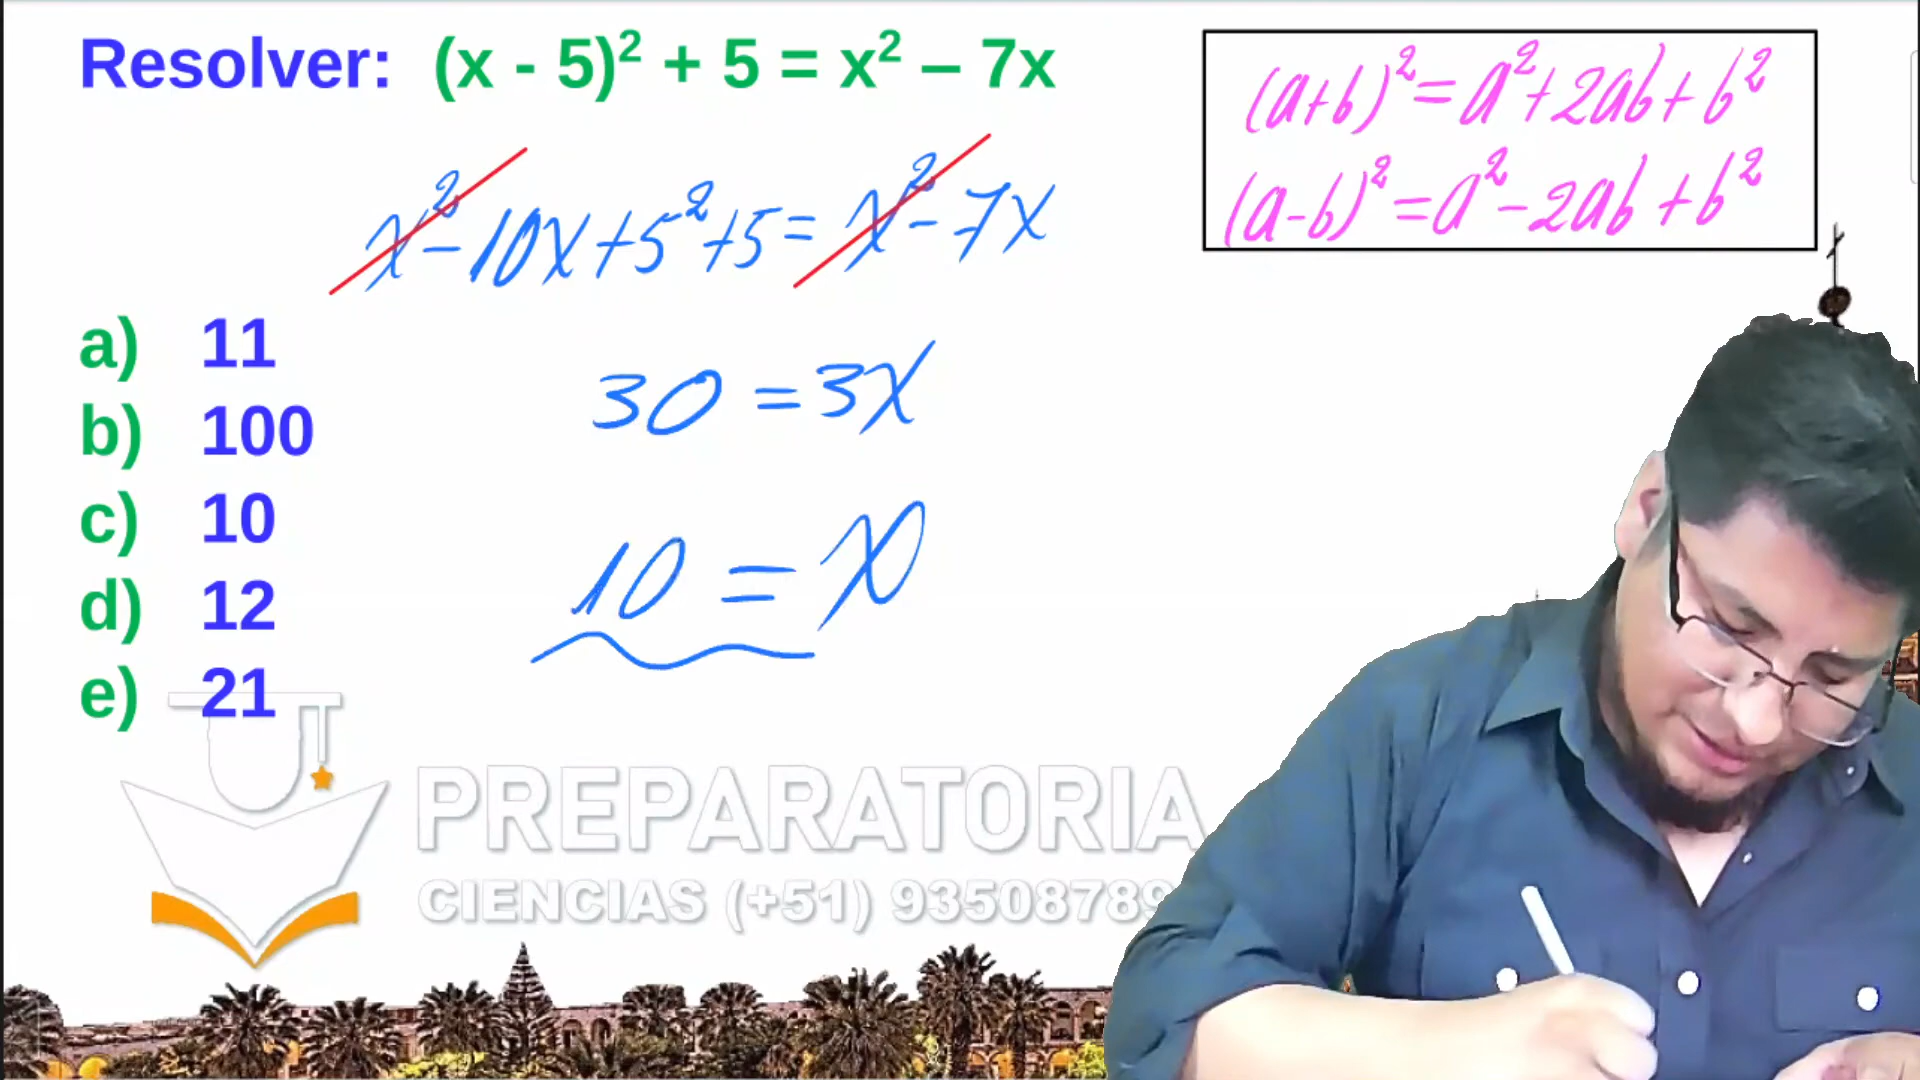 Resolver: (x - 5)² + 5 = x² – 7x
(a+b)² = a² + 2ab + b²
(a-b)² = a² - 2ab + b²
x² - 10x + 5² + 5 = x² - 7x
a) 11
b) 100
c) 10
d) 12
e) 21
30 = 3x
10 = x
PREPARATORIA
CIENCIAS (+51) 93508789